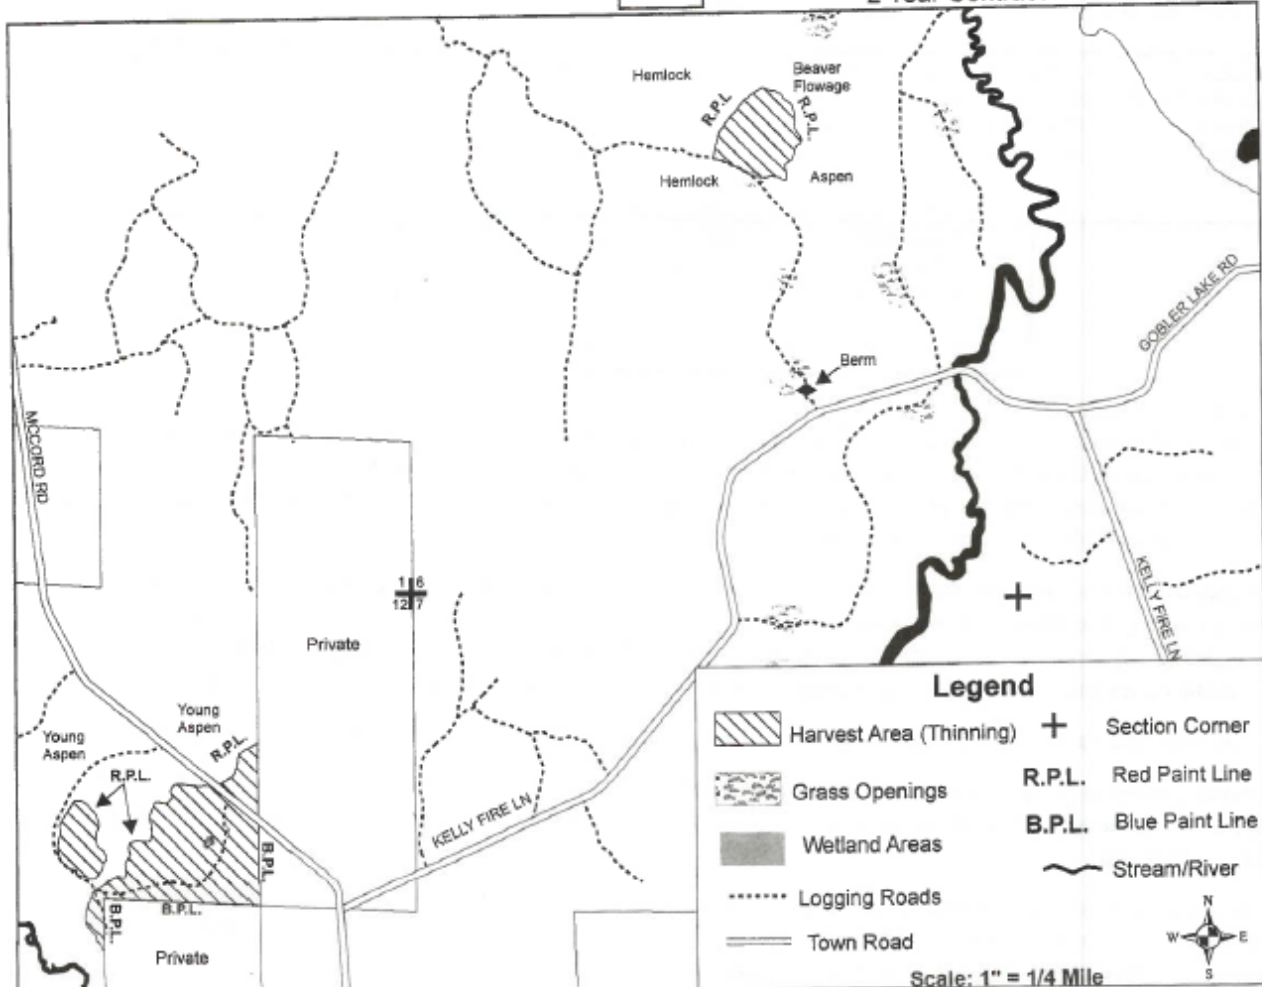 Hemlock
Beaver
Flowage
R.P.L.
R.P.L.
Hemlock
Aspen
GOBLER LAKE RD
Berm
MCCORD RD
KELLY FIRE LN
1 6
12 7
Private
Young
Aspen
Young
Aspen
R.P.L.
R.P.L.
KELLY FIRE LN
B.P.L.
B.P.L.
B.P.L.
Private
Legend
Harvest Area (Thinning)
Section Corner
Grass Openings
R.P.L. Red Paint Line
Wetland Areas
B.P.L. Blue Paint Line
Stream/River
Logging Roads
Town Road
N
W E
S
Scale: 1" = 1/4 Mile